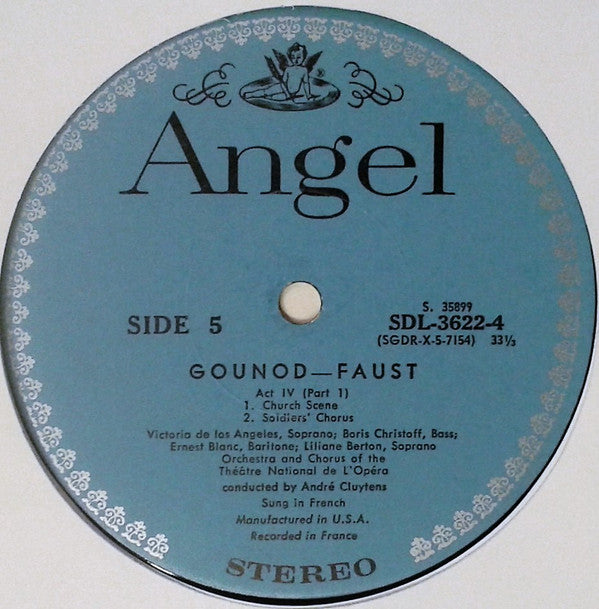 Angel
®
S. 35899
SIDE 5
SDL-3622-4
(SGDR-X-5-7154) 33⅓
GOUNOD—FAUST
Act IV (Part 1)
1. Church Scene
2. Soldiers' Chorus
Victoria de los Angeles, Soprano; Boris Christoff, Bass;
Ernest Blanc, Baritone; Liliane Berton, Soprano
Orchestra and Chorus of the
Théâtre National de L'Opéra
conducted by André Cluytens
Sung in French
Manufactured in U.S.A.
Recorded in France
STEREO